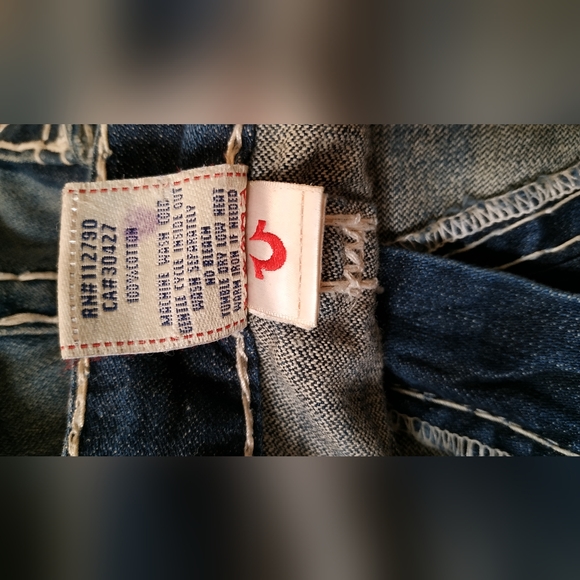 RN#112790
CA#30427
100%COTTON
MACHINE WASH COLD
GENTLE CYCLE INSIDE OUT
WASH SEPARATELY
NO BLEACH
TUMBLE DRY LOW HEAT
WARM IRON IF NEEDED